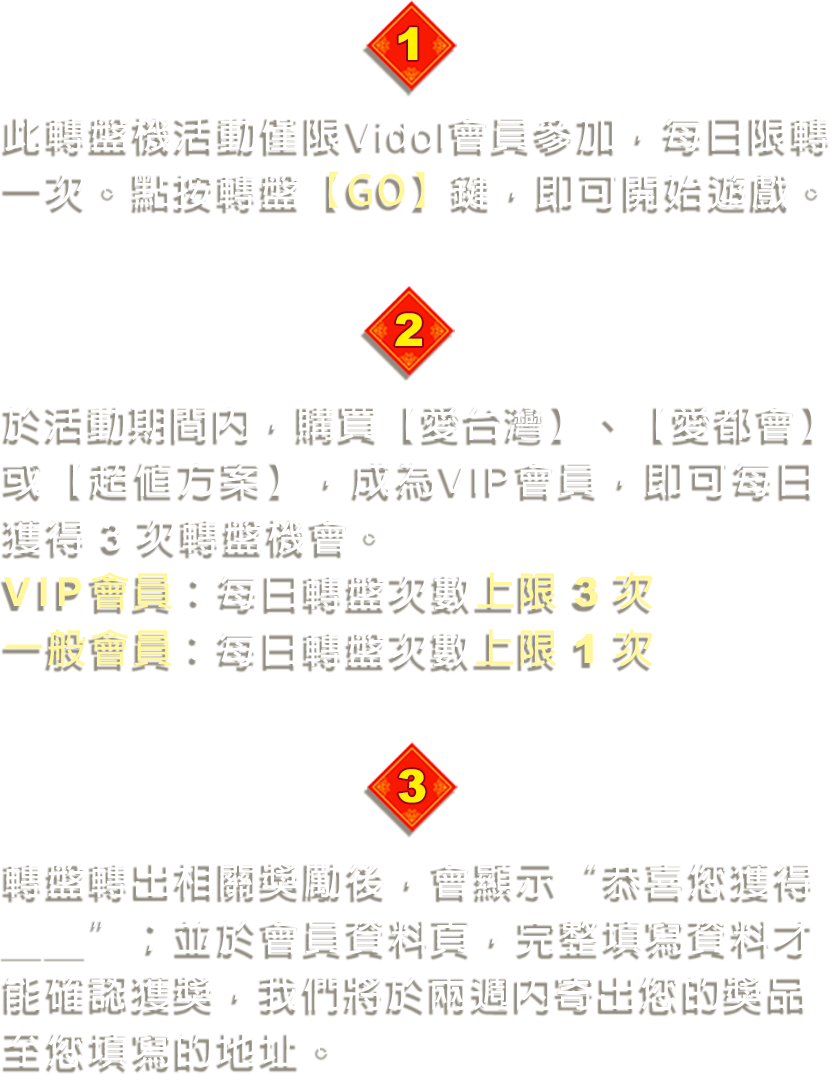 1
此轉盤機活動僅限Vidol會員參加，每日限轉
一次。點按轉盤【GO】鍵，即可開始遊戲。
2
於活動期間內，購買【愛台灣】、【愛都會】
或【超值方案】，成為VIP會員，即可每日
獲得 3 次轉盤機會。
VIP會員：每日轉盤次數上限 3 次
一般會員：每日轉盤次數上限 1 次
3
轉盤轉出相關獎勵後，會顯示“恭喜您獲得
___”；並於會員資料頁，完整填寫資料才
能確認獲獎，我們將於兩週內寄出您的獎品
至您填寫的地址。